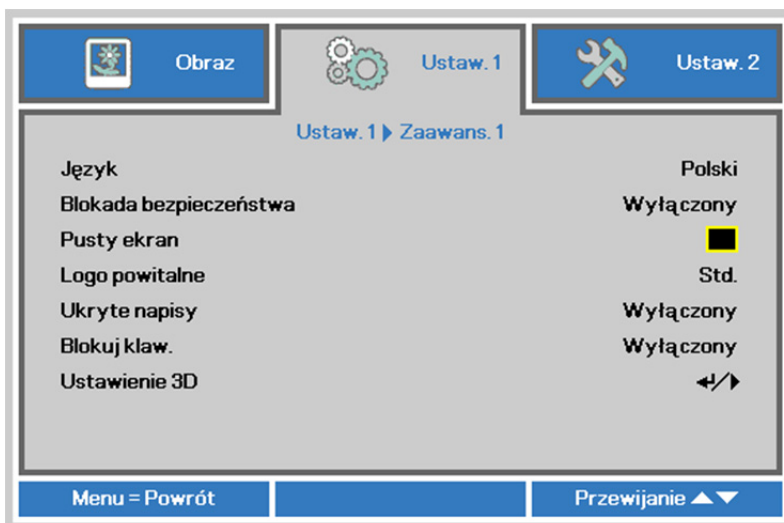 Obraz
Ustaw. 1
Ustaw. 2
Ustaw. 1 Zaawans. 1
Język Polski
Blokada bezpieczeństwa Wyłączony
Pusty ekran
Logo powitalne Std.
Ukryte napisy Wyłączony
Blokuj klaw. Wyłączony
Ustawienie 3D ↵/▶
Menu = Powrót
Przewijanie ▲▼